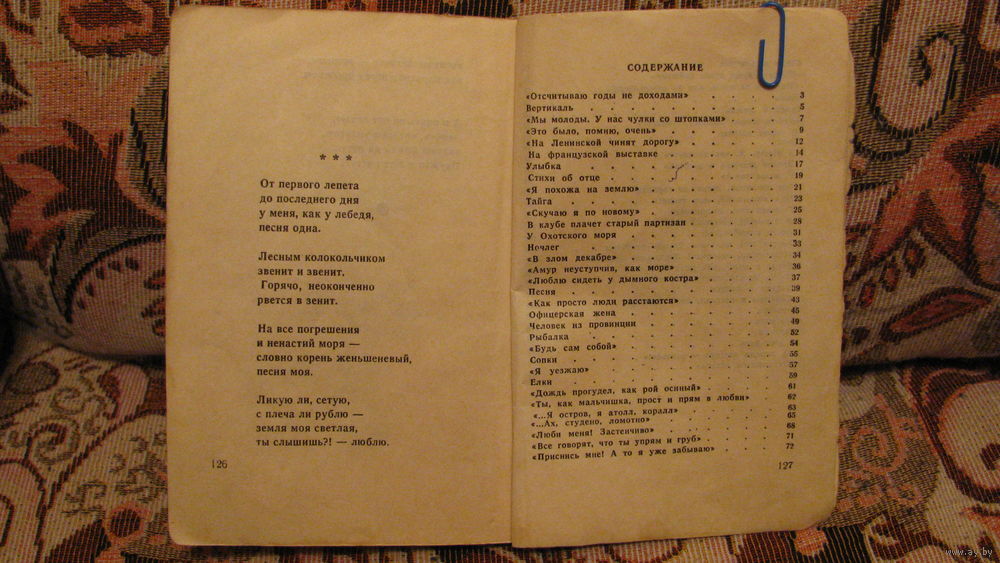 * * *
От первого лепета
до последнего дня
у меня, как у лебедя,
песня одна.
Лесным колокольчиком
звенит и звенит.
Горячо, неоконченно
рвется в зенит.
На все погрешения
и ненастий моря —
словно корень женьшеневый,
песня моя.
Ликую ли, сетую,
с плеча ли рублю —
земля моя светлая,
ты слышишь?! — люблю.
126
СОДЕРЖАНИЕ
«Отсчитываю годы не доходами» . . . . 3
Вертикаль . . . . . . . . 5
«Мы молоды. У нас чулки со штопками» . . . 7
«Это было, помню, очень» . . . . . 9
«На Ленинской чинят дорогу» . . . . 12
На французской выставке . . . . . 14
Улыбка . . . . . . . . 17
Стихи об отце . . . . . . . 19
«Я похожа на землю» . . . . . . 21
Тайга . . . . . . . . 23
«Скучаю я по новому» . . . . . . 25
В клубе плачет старый партизан . . . . 28
У Охотского моря . . . . . . 31
Ночлег . . . . . . . . 33
«В злом декабре» . . . . . . 34
«Амур неуступчив, как море» . . . . 36
«Люблю сидеть у дымного костра» . . . . 37
Песня . . . . . . . . 39
«Как просто люди расстаются» . . . . 43
Офицерская жена . . . . . . 45
Человек из провинции . . . . . . 49
Рыбалка . . . . . . . . 52
«Будь сам собой» . . . . . . 54
Сопки . . . . . . . . 55
«Я уезжаю» . . . . . . . 57
Елки . . . . . . . . 59
«Дождь прогудел, как рой осиный» . . . . 61
«Ты, как мальчишка, прост и прям в любви» . . 62
«...Я остров, я атолл, коралл» . . . . 63
«...Ах, студено, ломотно» . . . . . 65
«Люби меня! Застенчиво» . . . . . 68
«Все говорят, что ты упрям и груб» . . . . 71
«Приснись мне! А то я уже забываю» . . . 72
127
www.ay.by